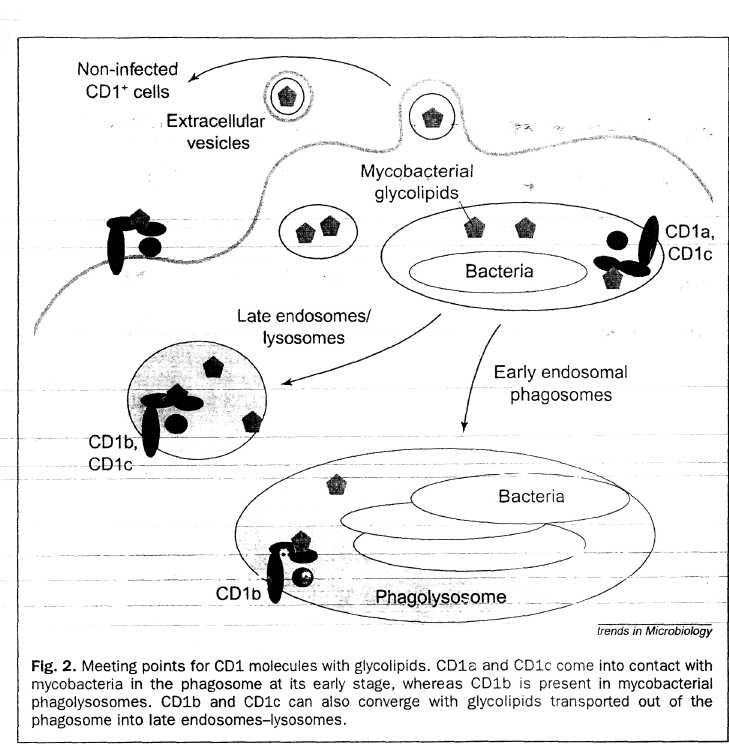 Non-infected
CD1⁺ cells
Extracellular
vesicles
Mycobacterial
glycolipids
CD1a,
CD1c
Bacteria
Late endosomes/
lysosomes
Early endosomal
phagosomes
CD1b,
CD1c
Bacteria
CD1b
Phagolysosome
trends in Microbiology
Fig. 2. Meeting points for CD1 molecules with glycolipids. CD1a and CD1c come into contact with
mycobacteria in the phagosome at its early stage, whereas CD1b is present in mycobacterial
phagolysosomes. CD1b and CD1c can also converge with glycolipids transported out of the
phagosome into late endosomes–lysosomes.